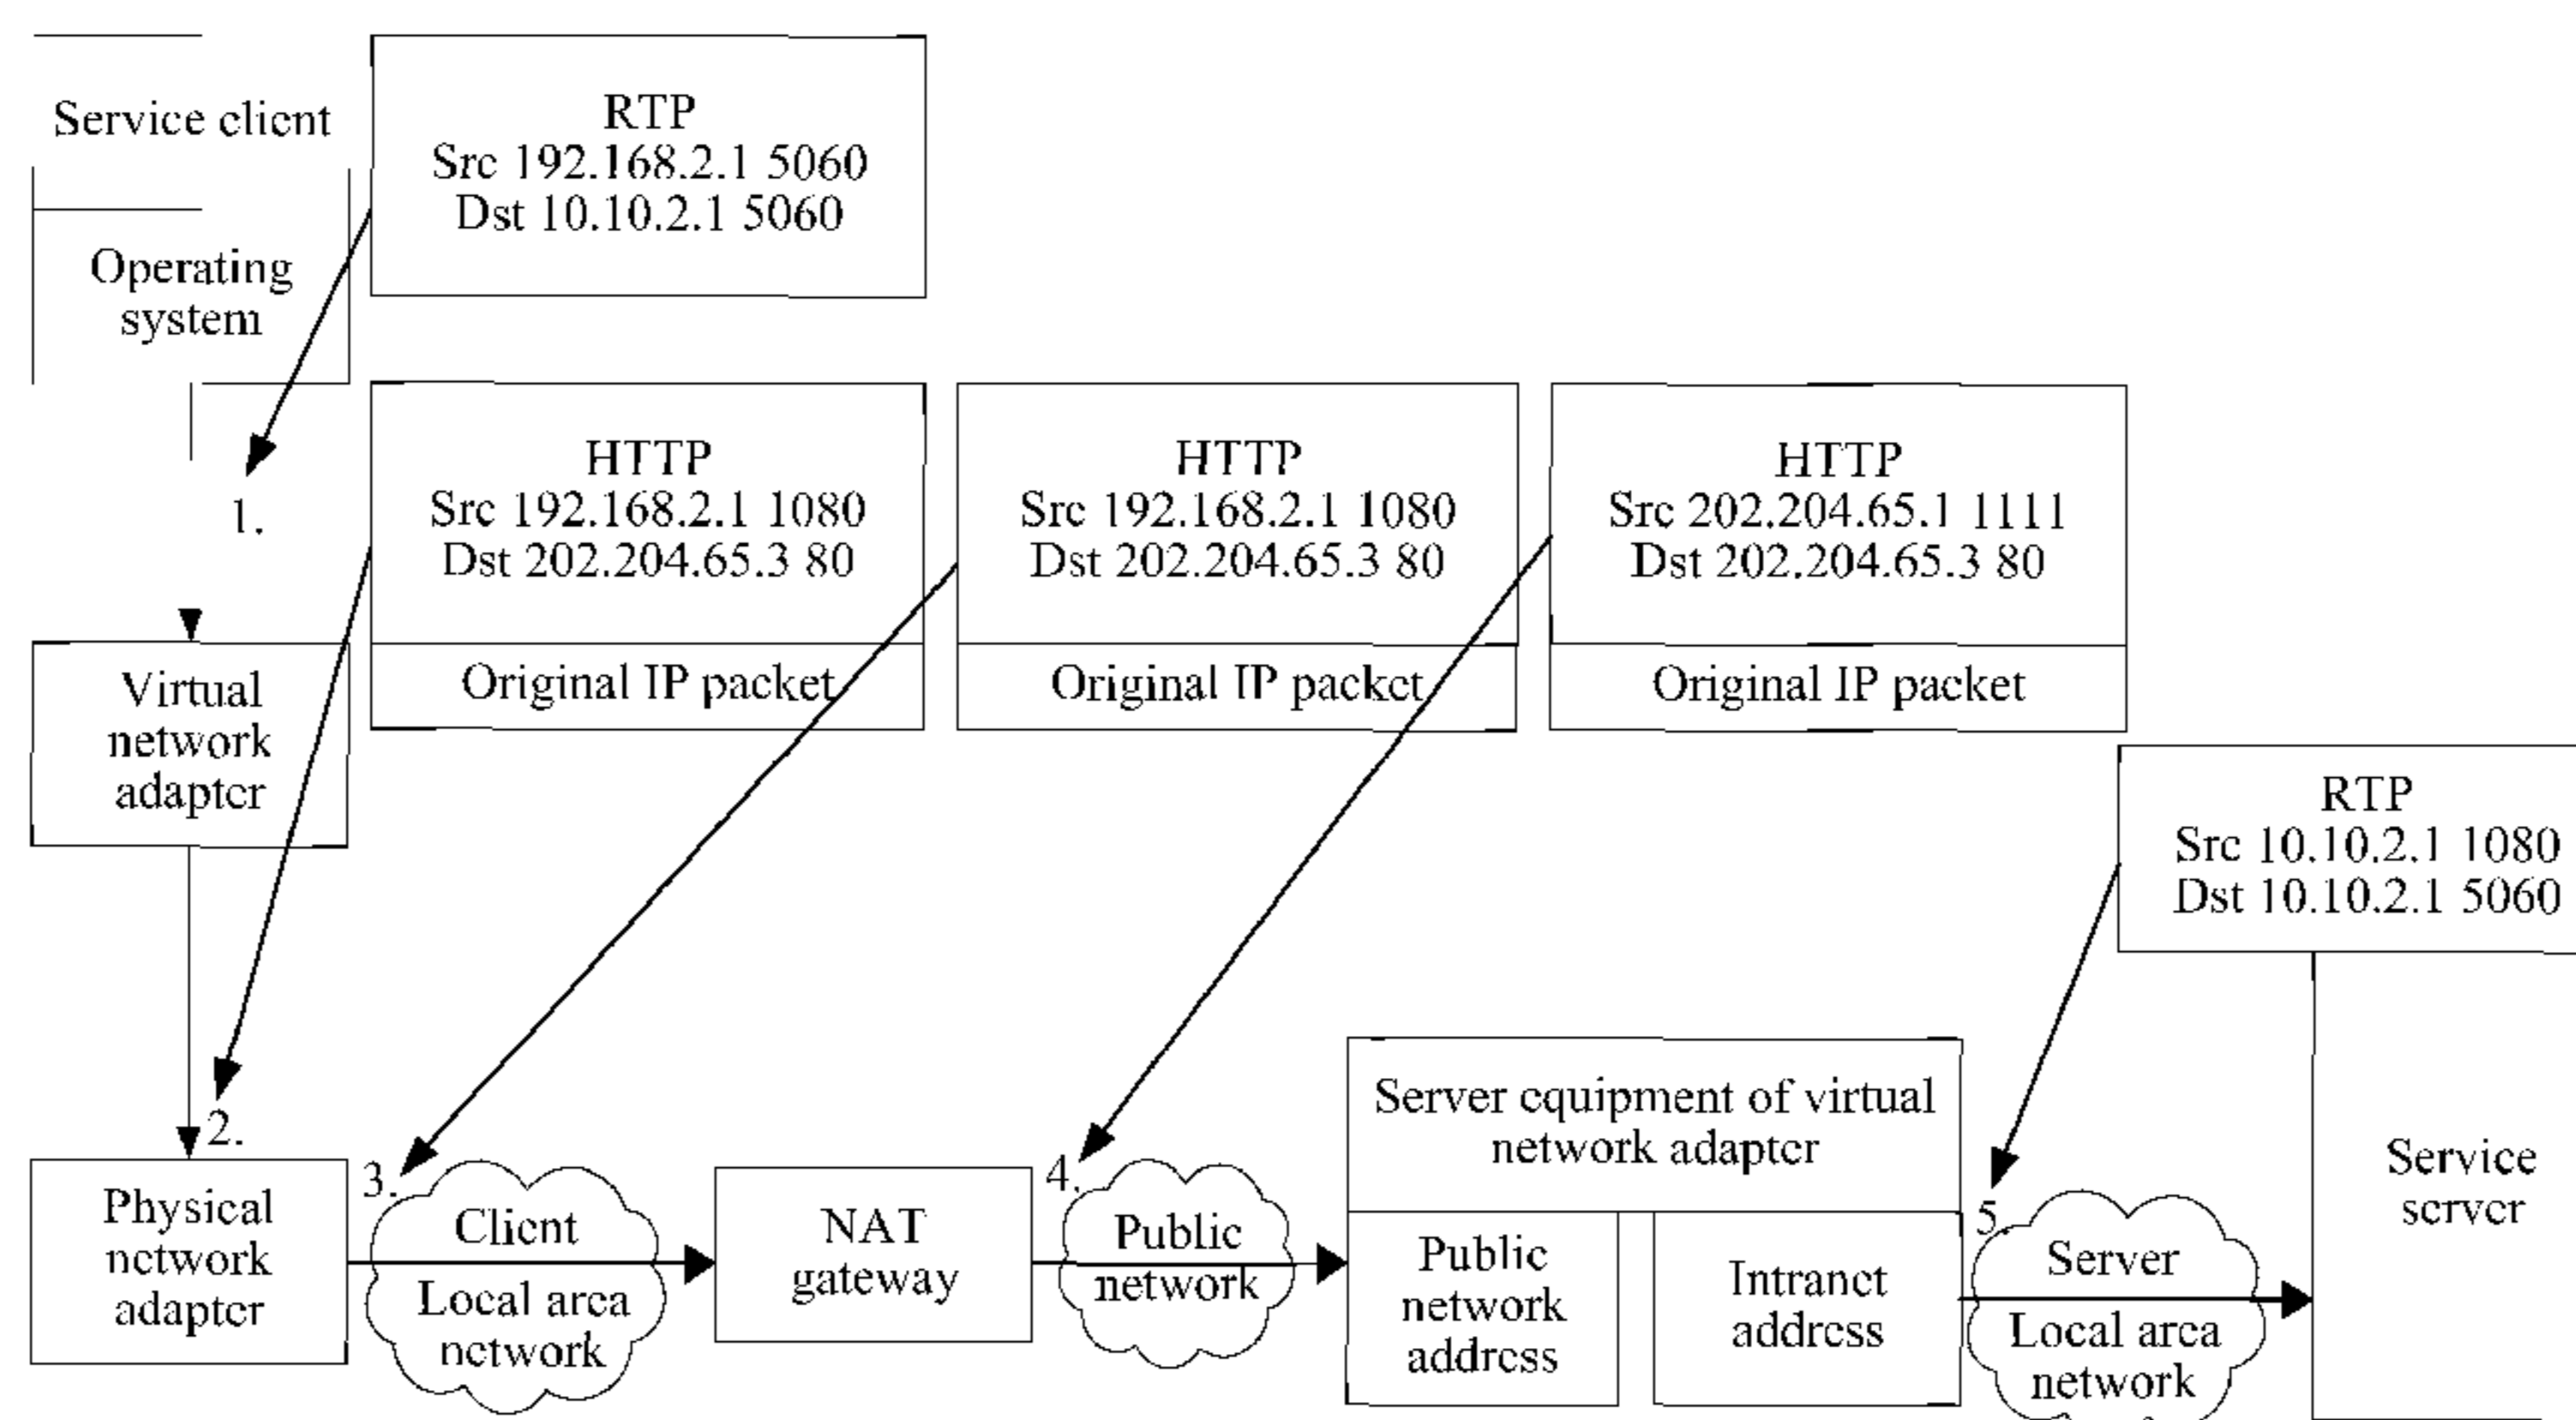 Service client
Operating
system
RTP
Src 192.168.2.1 5060
Dst 10.10.2.1 5060
1.
HTTP
Src 192.168.2.1 1080
Dst 202.204.65.3 80
Original IP packet
HTTP
Src 192.168.2.1 1080
Dst 202.204.65.3 80
Original IP packet
HTTP
Src 202.204.65.1 1111
Dst 202.204.65.3 80
Original IP packet
Virtual
network
adapter
RTP
Src 10.10.2.1 1080
Dst 10.10.2.1 5060
2.
Physical
network
adapter
3.
Client
Local area
network
NAT
gateway
4.
Public
network
Server equipment of virtual
network adapter
Public
network
address
Intranet
address
5.
Server
Local area
network
Service
server